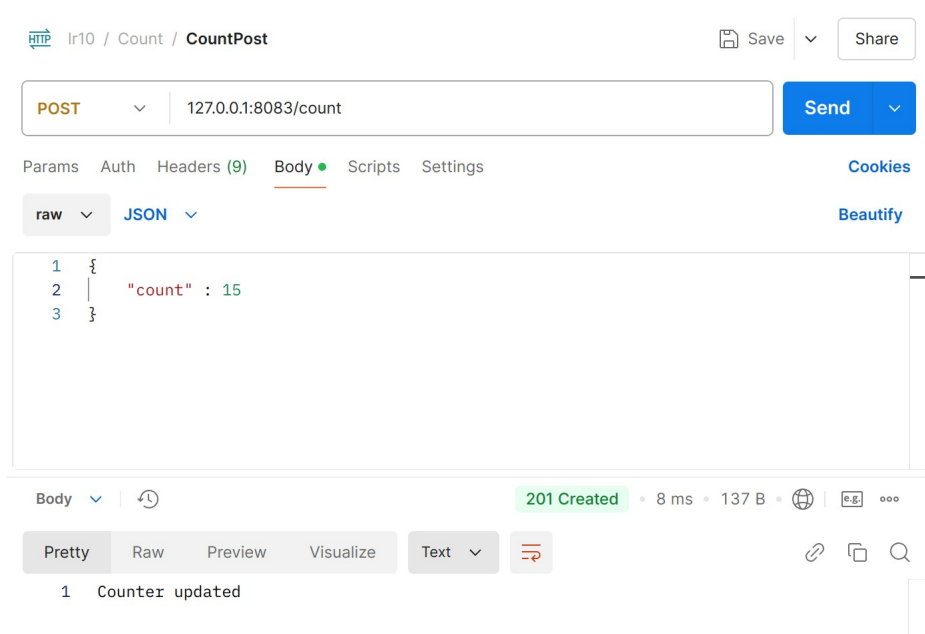 HTTP lr10 / Count / CountPost Save Share
POST 127.0.0.1:8083/count Send
Params Auth Headers (9) Body Scripts Settings Cookies
raw JSON Beautify
1 {
2 "count" : 15
3 }
Body 201 Created 8 ms 137 B e.g.
Pretty Raw Preview Visualize Text
1 Counter updated